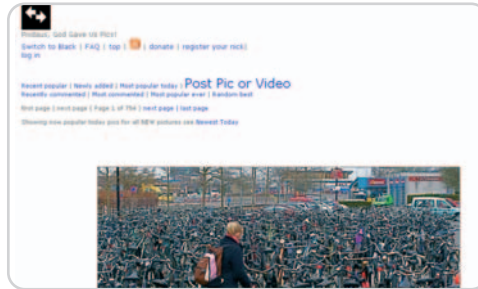 God Gave Us Pixs!
Switch to Black | FAQ | top | | donate | register your nick!
log in
Recent popular | Newly added | Most popular today | Post Pic or Video
Recently commented | Most commented | Most popular ever | Random best
first page | next page | Page 1 of 794 | next page | last page
Showing now popular today pics for all NEW pictures see Newest Today